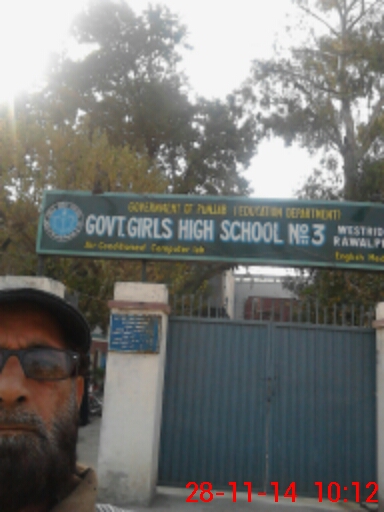 GOVERNMENT OF PUNJAB (EDUCATION DEPARTMENT)
GOVT.GIRLS HIGH SCHOOL No 3
WESTRID
RAWALP
Air-Conditioned Computer lab
English Med
28-11-14 10:12